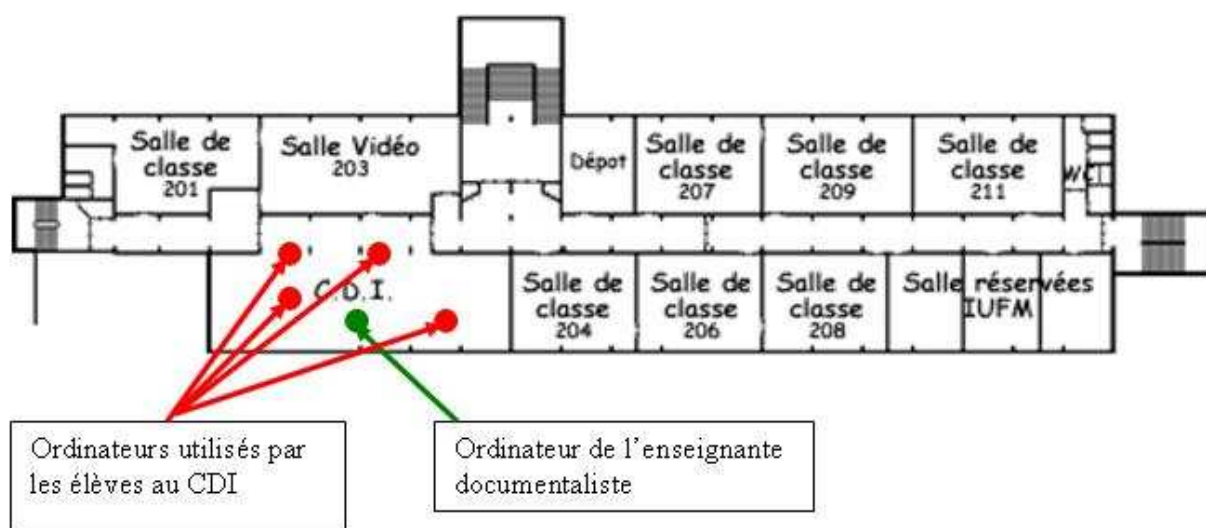 Salle de
classe
201
Salle Vidéo
203
Dépot
Salle de
classe
207
Salle de
classe
209
Salle de
classe
211
WC
C.D.I.
Salle de
classe
204
Salle de
classe
206
Salle de
classe
208
Salle réservées
IUFM
Ordinateurs utilisés par
les élèves au CDI
Ordinateur de l'enseignante
documentaliste